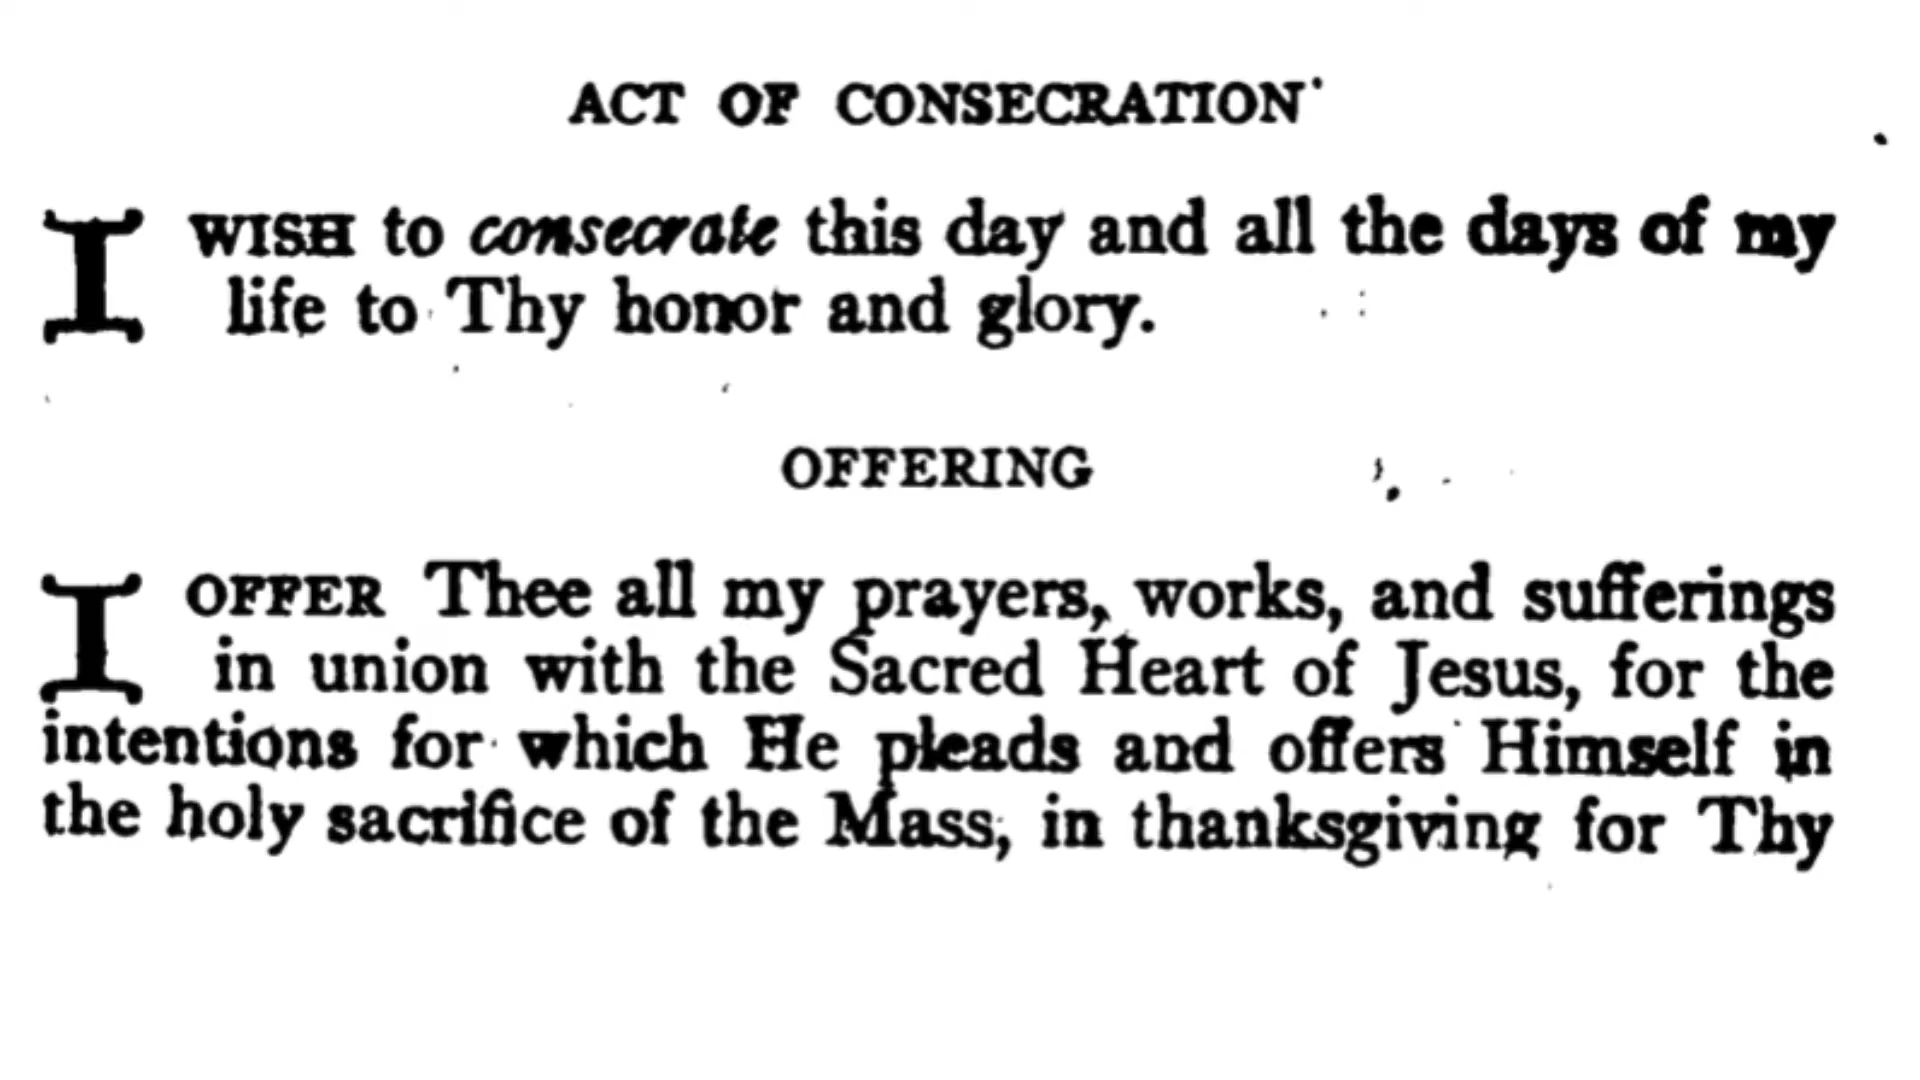 ACT OF CONSECRATION
I WISH to consecrate this day and all the days of my
life to Thy honor and glory.
OFFERING
I OFFER Thee all my prayers, works, and sufferings
in union with the Sacred Heart of Jesus, for the
intentions for which He pleads and offers Himself in
the holy sacrifice of the Mass, in thanksgiving for Thy